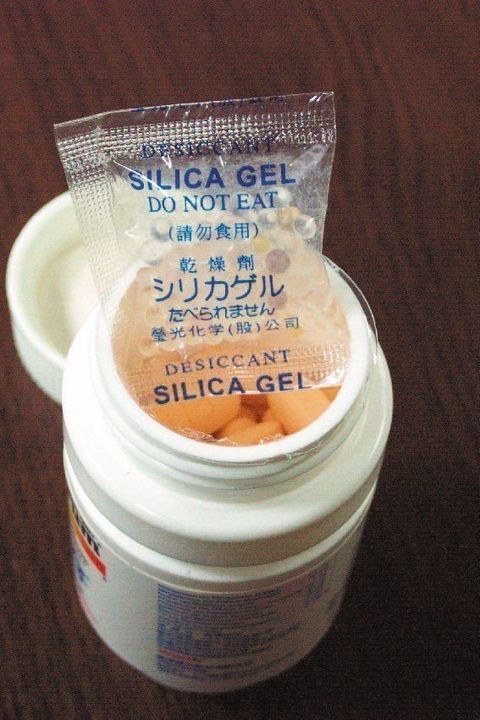 DESICCANT
SILICA GEL
DO NOT EAT
(請勿食用)
乾燥劑
シリカゲル
たべられません
瑩光化学(股)公司
DESICCANT
SILICA GEL